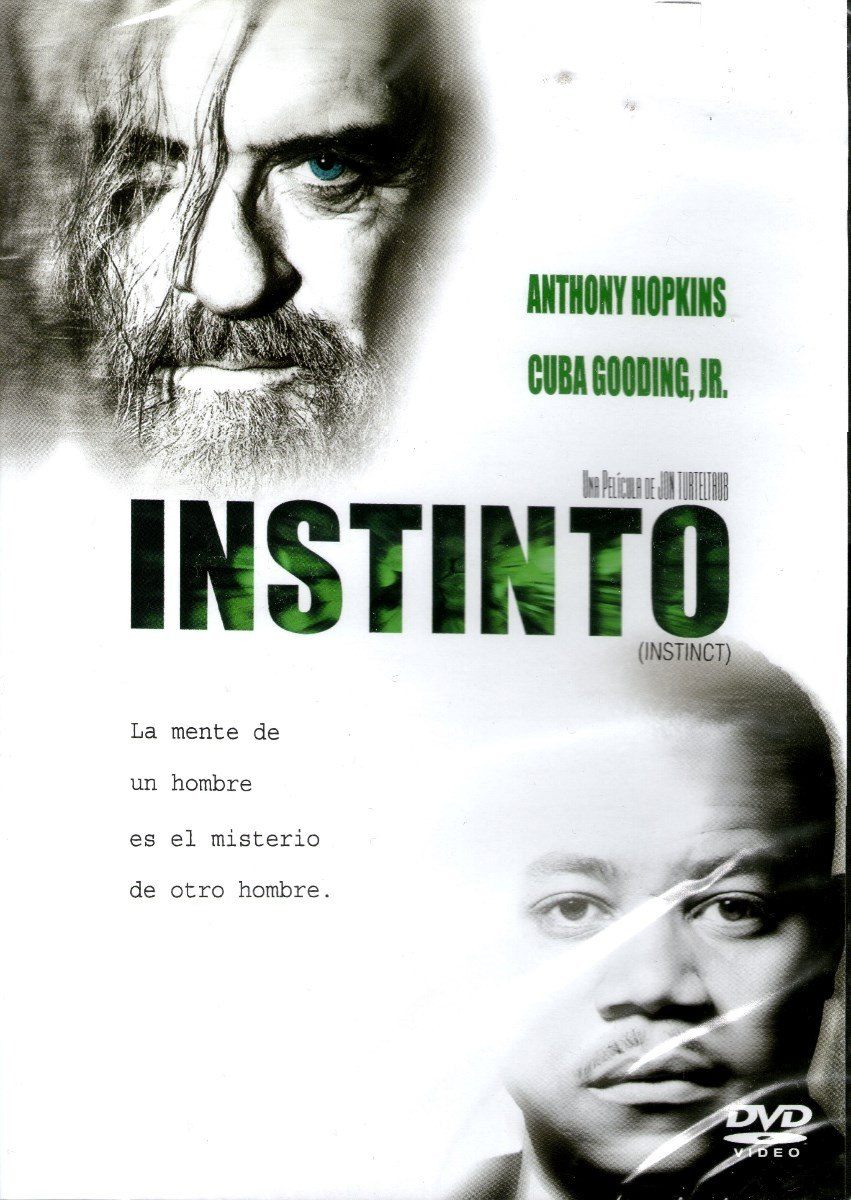 ANTHONY HOPKINS
CUBA GOODING, JR.
UNA PELÍCULA DE JON TURTELTAUB
INSTINTO
(INSTINCT)
La mente de
un hombre
es el misterio
de otro hombre.
DVD
VIDEO